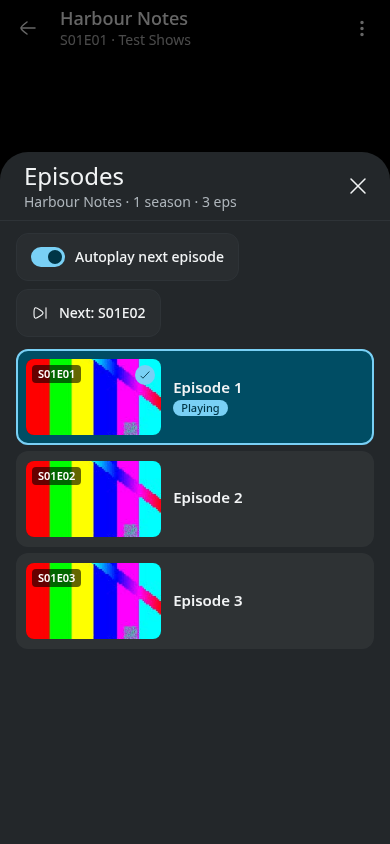 Harbour Notes
S01E01 · Test Shows
Episodes
Harbour Notes · 1 season · 3 eps
Autoplay next episode
Next: S01E02
S01E01
Episode 1
Playing
S01E02
Episode 2
S01E03
Episode 3